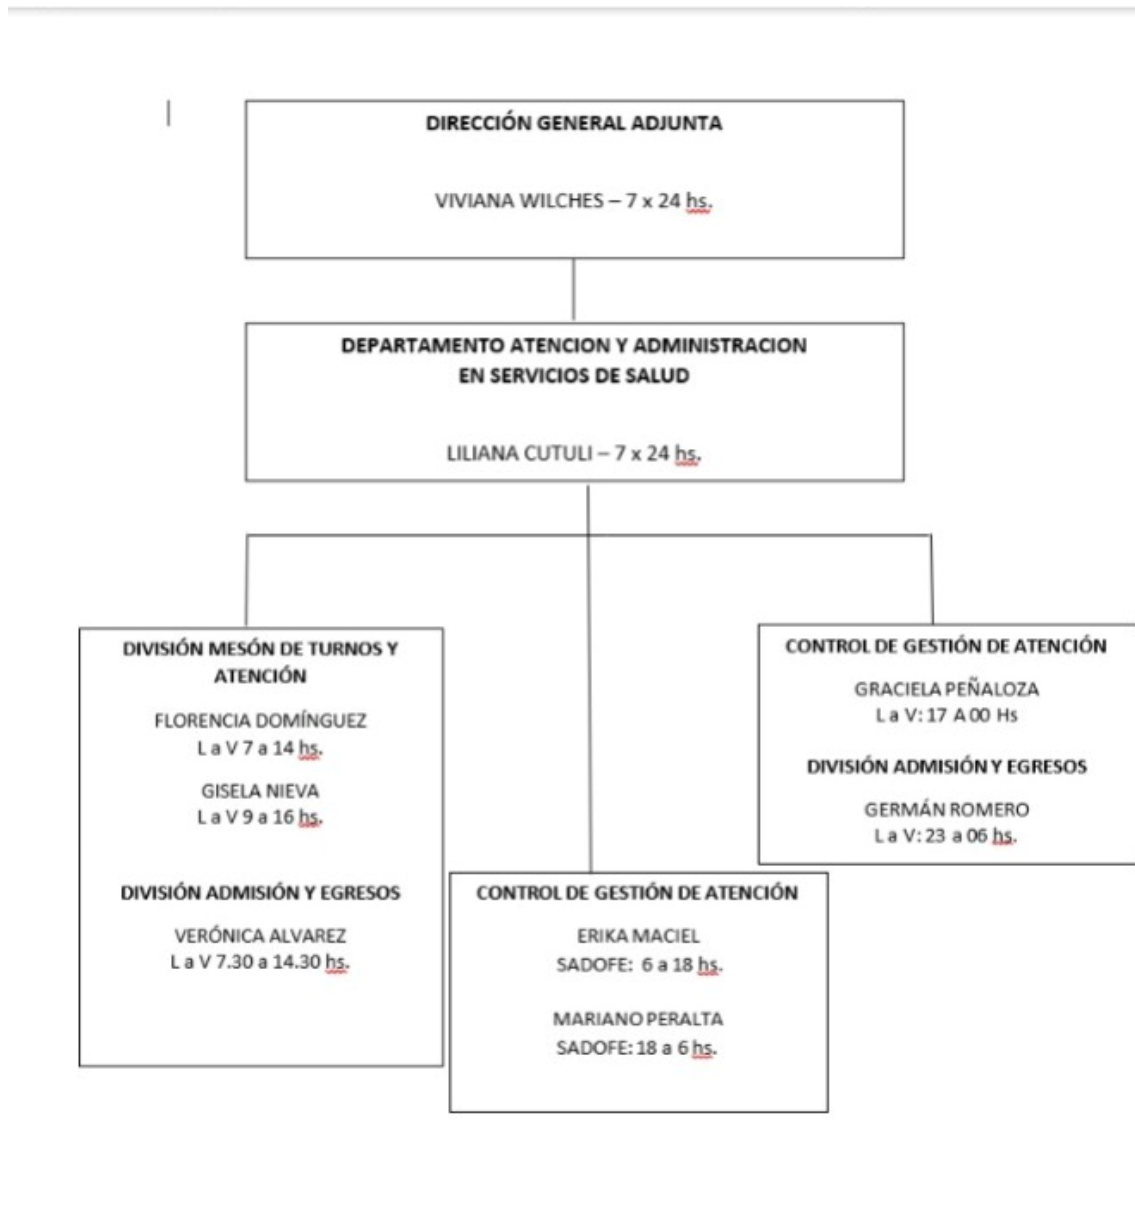 DIRECCIÓN GENERAL ADJUNTA
VIVIANA WILCHES – 7 x 24 hs.
DEPARTAMENTO ATENCION Y ADMINISTRACION
EN SERVICIOS DE SALUD
LILIANA CUTULI – 7 x 24 hs.
DIVISIÓN MESÓN DE TURNOS Y
ATENCIÓN
FLORENCIA DOMÍNGUEZ
L a V 7 a 14 hs.
GISELA NIEVA
L a V 9 a 16 hs.
DIVISIÓN ADMISIÓN Y EGRESOS
VERÓNICA ALVAREZ
L a V 7.30 a 14.30 hs.
CONTROL DE GESTIÓN DE ATENCIÓN
ERIKA MACIEL
SADOFE: 6 a 18 hs.
MARIANO PERALTA
SADOFE: 18 a 6 hs.
CONTROL DE GESTIÓN DE ATENCIÓN
GRACIELA PEÑALOZA
L a V: 17 A 00 Hs
DIVISIÓN ADMISIÓN Y EGRESOS
GERMÁN ROMERO
L a V: 23 a 06 hs.